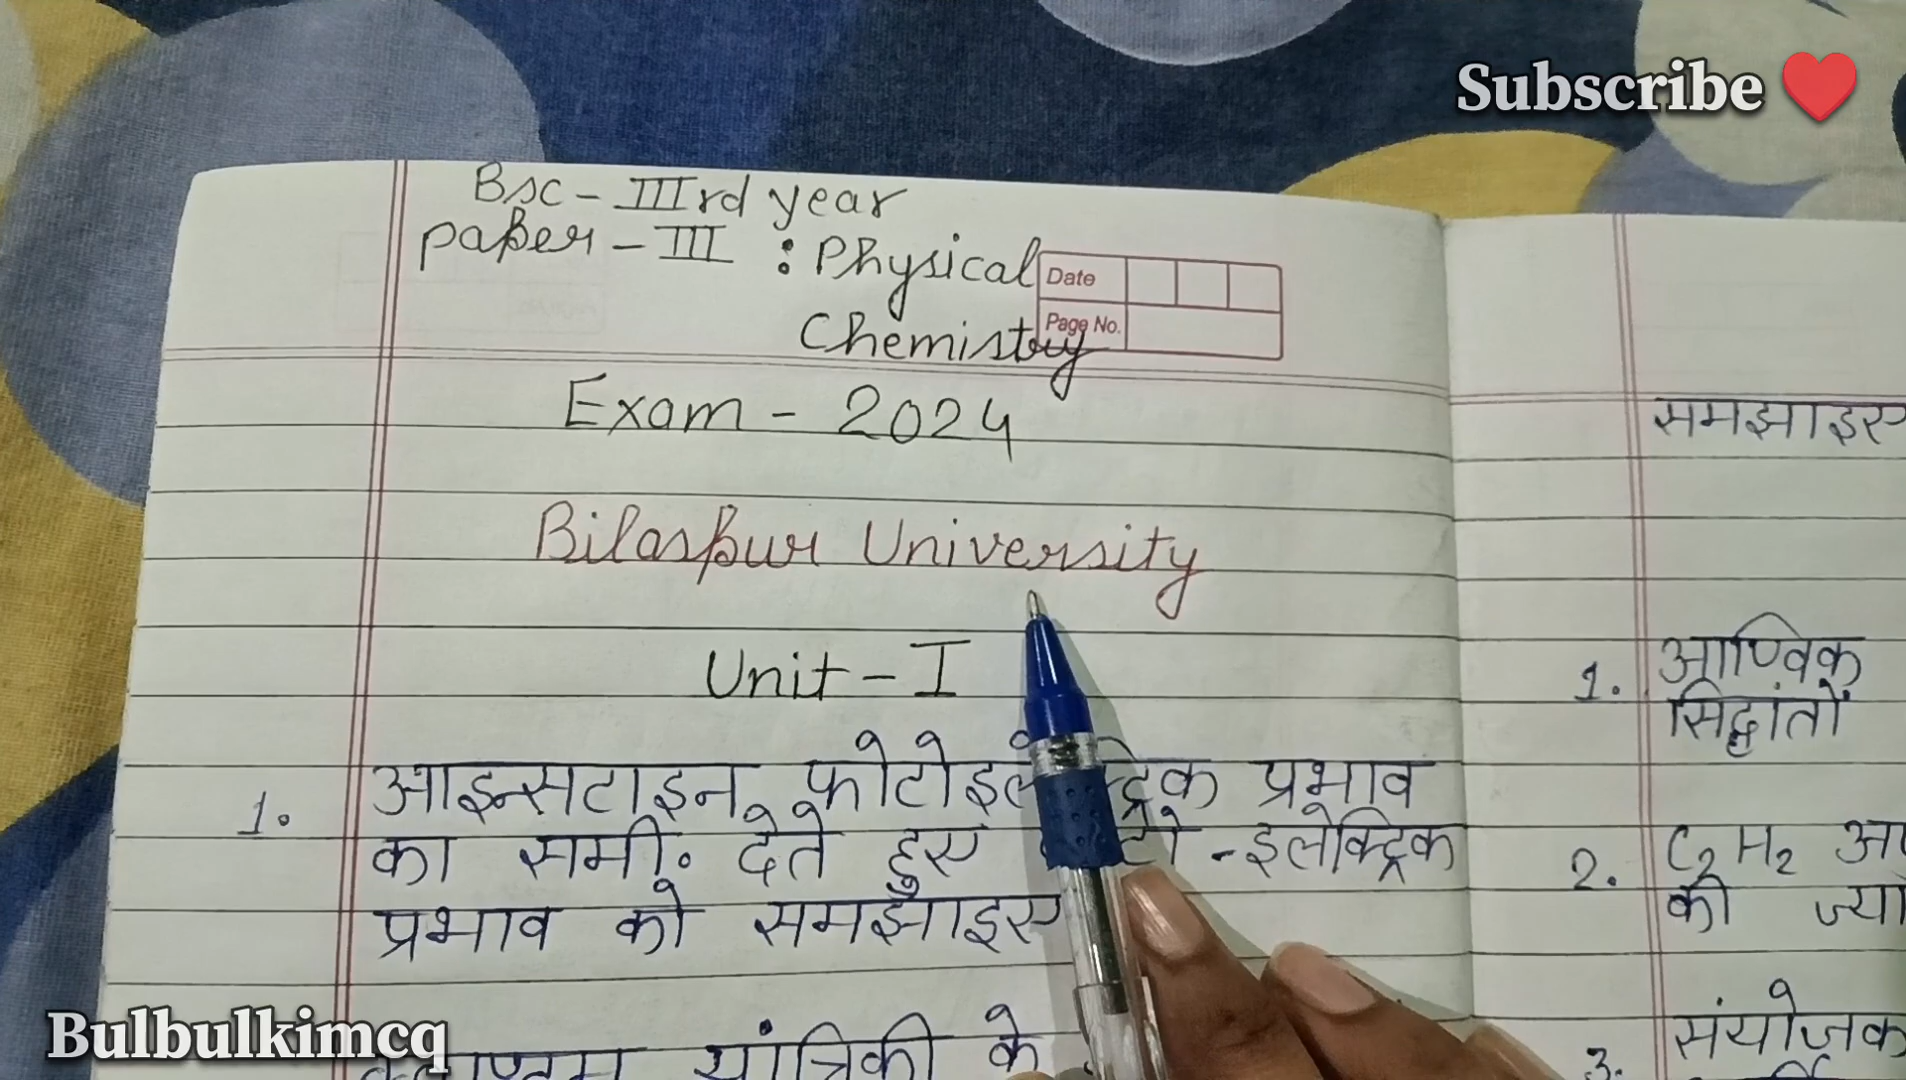 Subscribe ❤️
Bsc - IIIrd year
paper - III : Physical
Date
Page No.
Chemistry
Exam - 2024
Bilaspur University
Unit - I
1. आइन्सटाइन फोटोइले ट्रिक प्रभाव
का समी. देते हुए टो - इलेक्ट्रिक
प्रभाव को समझाइए
यांत्रिकी के
समझाइए
1. आण्विक
सिद्धांतों
2. C₂H₂
की ज्या
3. संयोजक
Bulbulkimcq